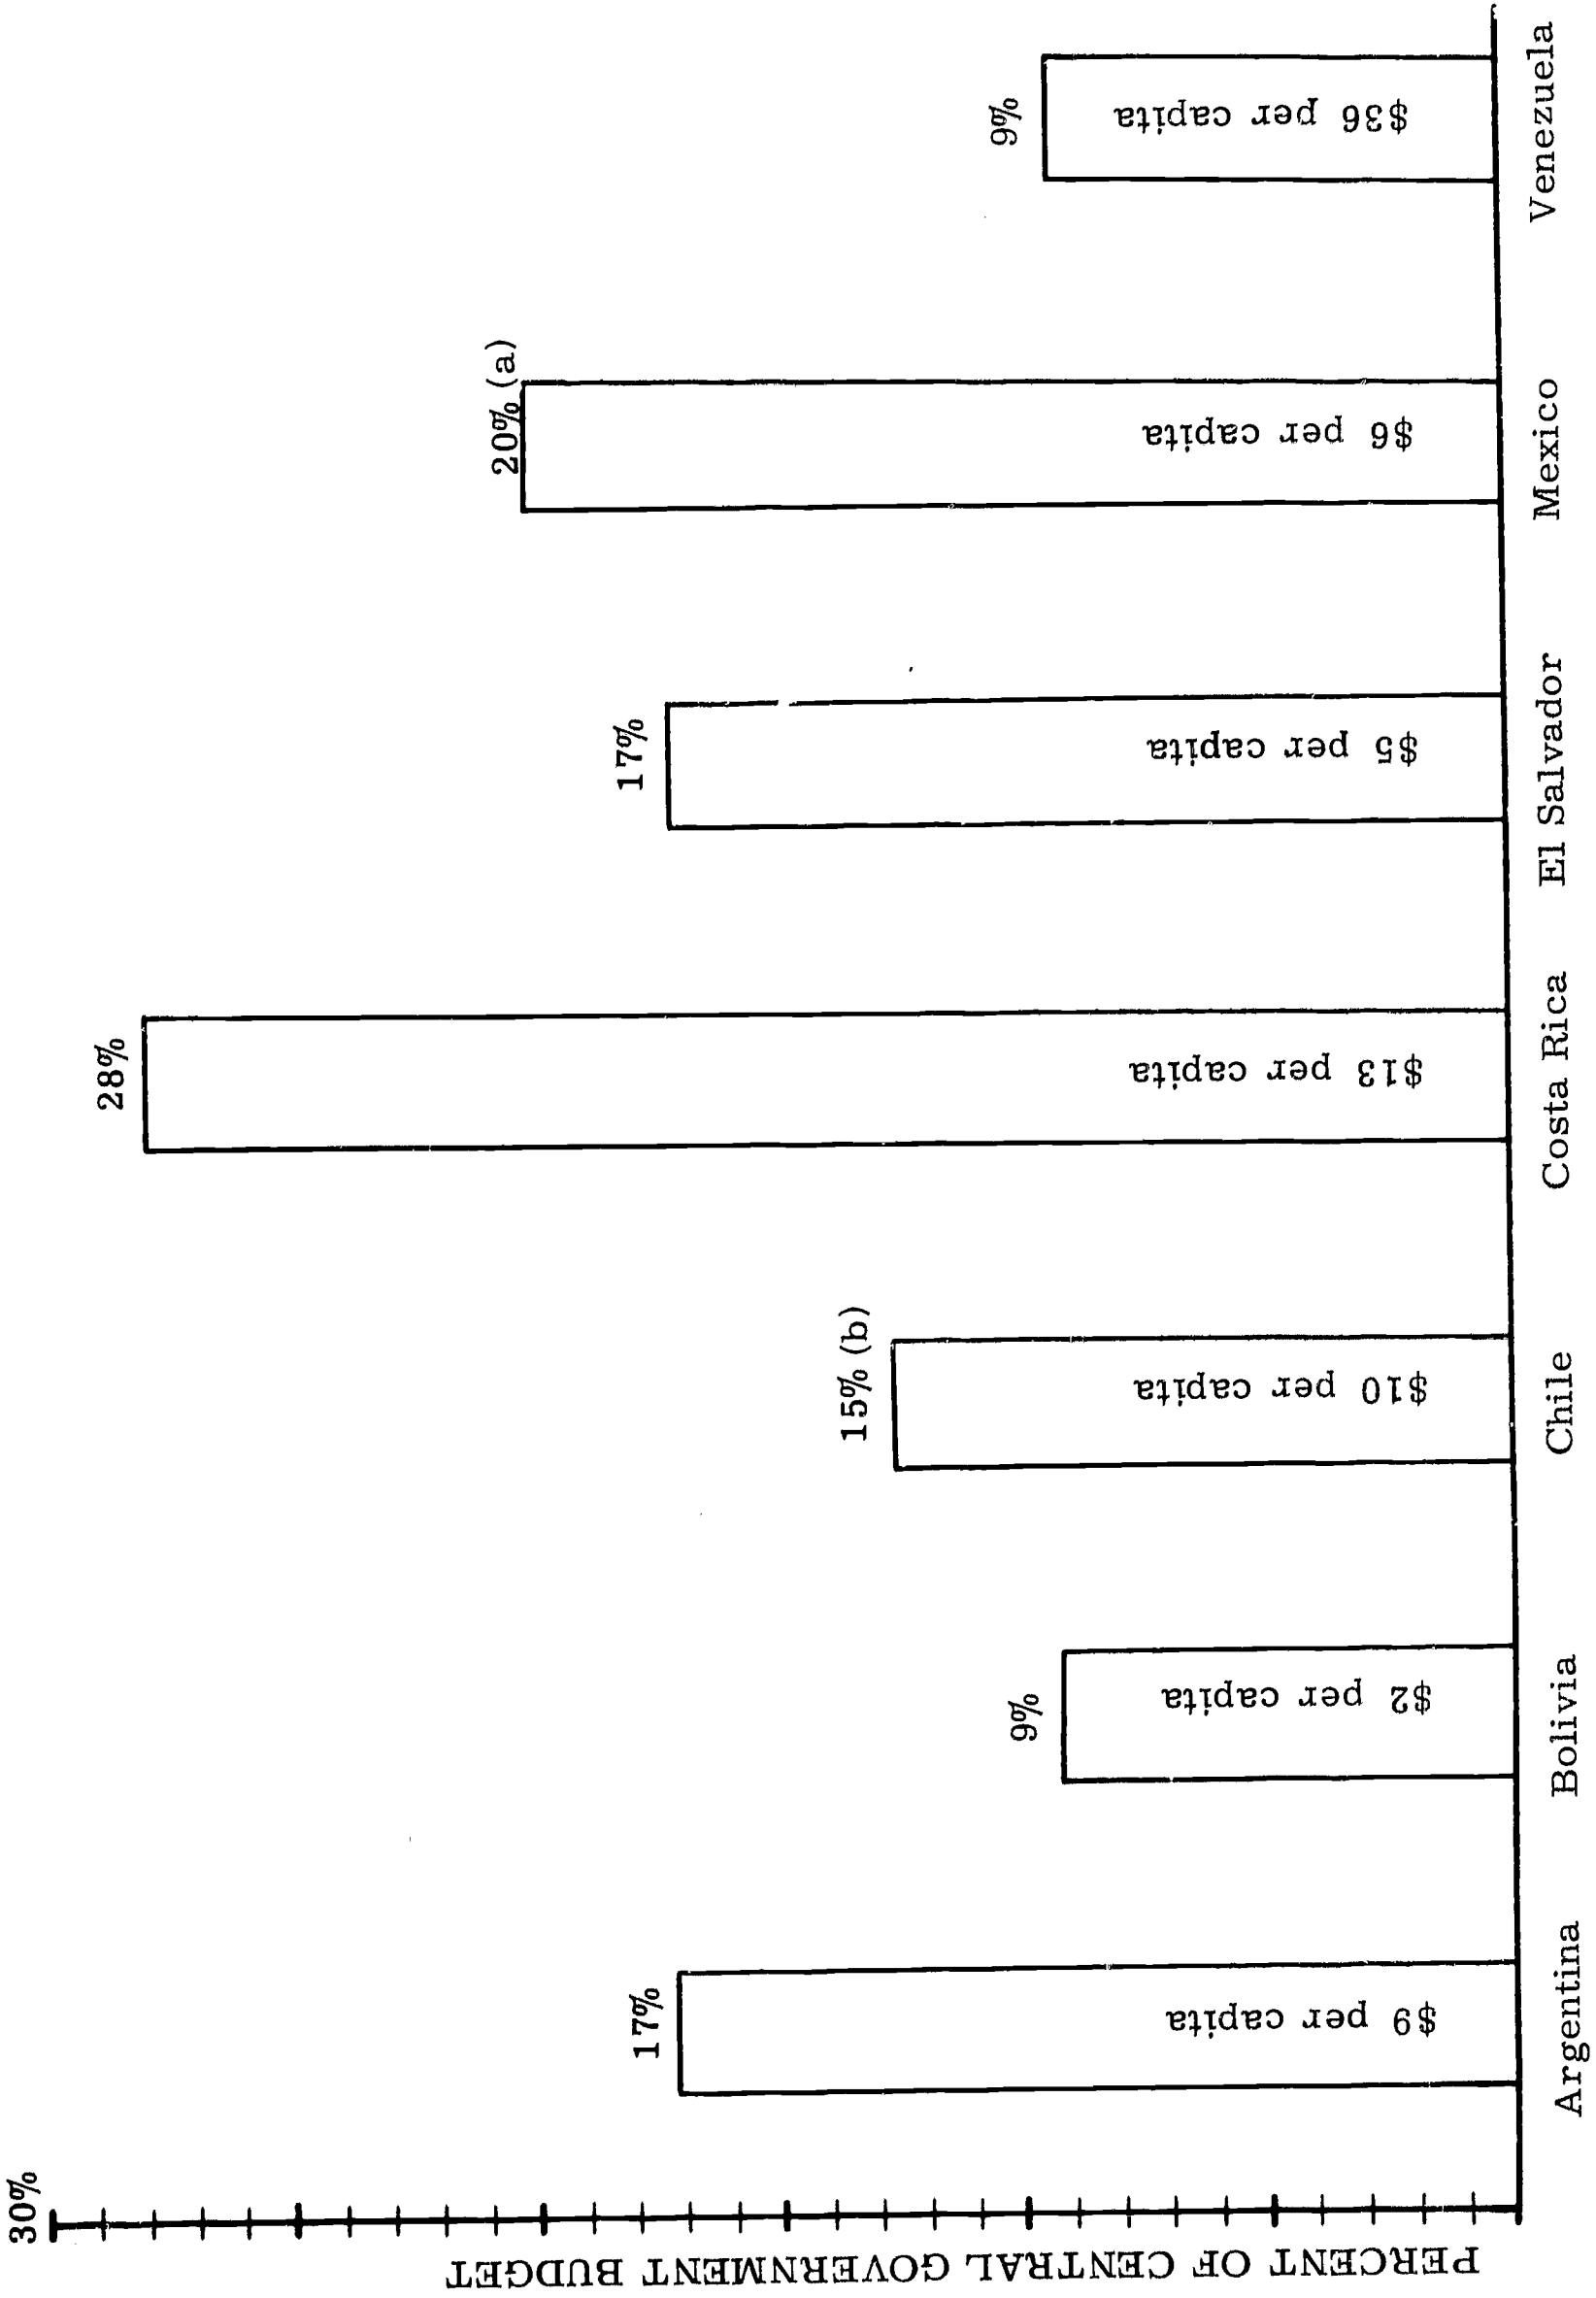 30%
PERCENT OF CENTRAL GOVERNMENT BUDGET
17%
$9 per capita
Argentina
9%
$2 per capita
Bolivia
15% (b)
$10 per capita
Chile
28%
$13 per capita
Costa Rica
17%
$5 per capita
El Salvador
20% (a)
$6 per capita
Mexico
9%
$36 per capita
Venezuela